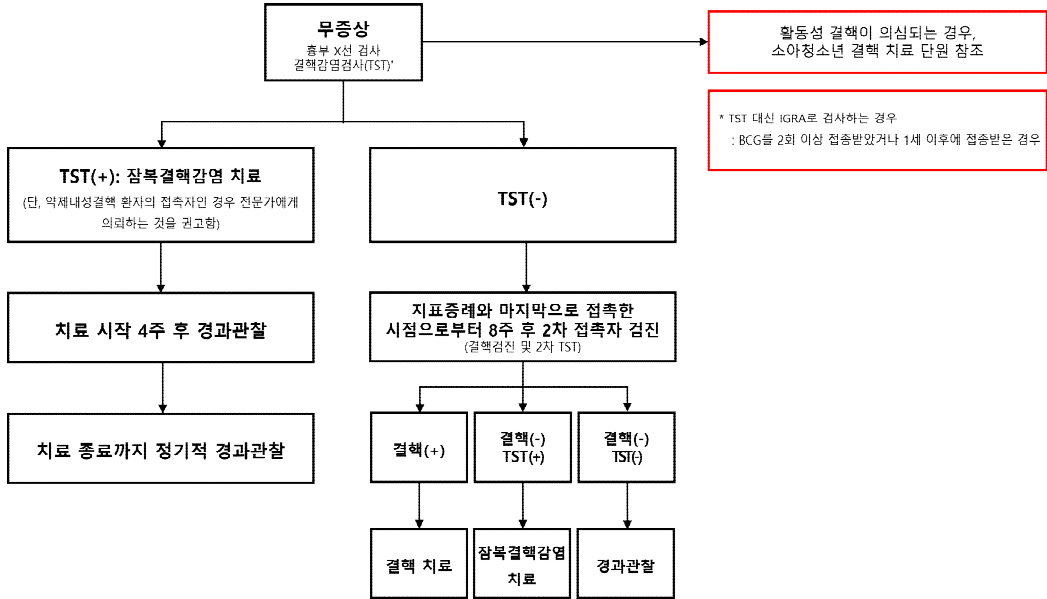 무증상
흉부 X선 검사
결핵감염검사(TST)*
활동성 결핵이 의심되는 경우,
소아청소년 결핵 치료 단원 참조
* TST 대신 IGRA로 검사하는 경우
: BCG를 2회 이상 접종받았거나 1세 이후에 접종받은 경우
TST(+): 잠복결핵감염 치료
(단, 약제내성결핵 환자의 접촉자인 경우 전문가에게
의뢰하는 것을 권고함)
TST(-)
치료 시작 4주 후 경과관찰
지표증례와 마지막으로 접촉한
시점으로부터 8주 후 2차 접촉자 검진
(결핵검진 및 2차 TST)
치료 종료까지 정기적 경과관찰
결핵(+)
결핵(-)
TST(+)
결핵(-)
TST(-)
결핵 치료
잠복결핵감염
치료
경과관찰